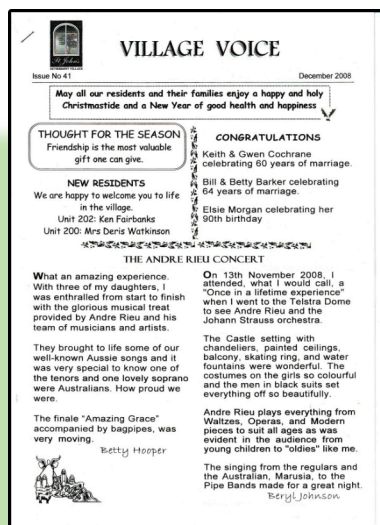 St Johns
RETIREMENT VILLAGE
VILLAGE VOICE
Issue No 41
December 2008
May all our residents and their families enjoy a happy and holy
Christmastide and a New Year of good health and happiness
THOUGHT FOR THE SEASON
Friendship is the most valuable
gift one can give.
NEW RESIDENTS
We are happy to welcome you to life
in the village.
Unit 202: Ken Fairbanks
Unit 200: Mrs Deris Watkinson
CONGRATULATIONS
Keith & Gwen Cochrane
celebrating 60 years of marriage.
Bill & Betty Barker celebrating
64 years of marriage.
Elsie Morgan celebrating her
90th birthday
THE ANDRE RIEU CONCERT
What an amazing experience.
With three of my daughters, I
was enthralled from start to finish
with the glorious musical treat
provided by Andre Rieu and his
team of musicians and artists.
They brought to life some of our
well-known Aussie songs and it
was very special to know one of
the tenors and one lovely soprano
were Australians. How proud we
were.
The finale "Amazing Grace"
accompanied by bagpipes, was
very moving.
Betty Hooper
On 13th November 2008, I
attended, what I would call, a
"Once in a lifetime experience"
when I went to the Telstra Dome
to see Andre Rieu and the
Johann Strauss orchestra.
The Castle setting with
chandeliers, painted ceilings,
balcony, skating ring, and water
fountains were wonderful. The
costumes on the girls so colourful
and the men in black suits set
everything off so beautifully.
Andre Rieu plays everything from
Waltzes, Operas, and Modern
pieces to suit all ages as was
evident in the audience from
young children to "oldies" like me.
The singing from the regulars and
the Australian, Marusia, to the
Pipe Bands made for a great night.
Beryl Johnson